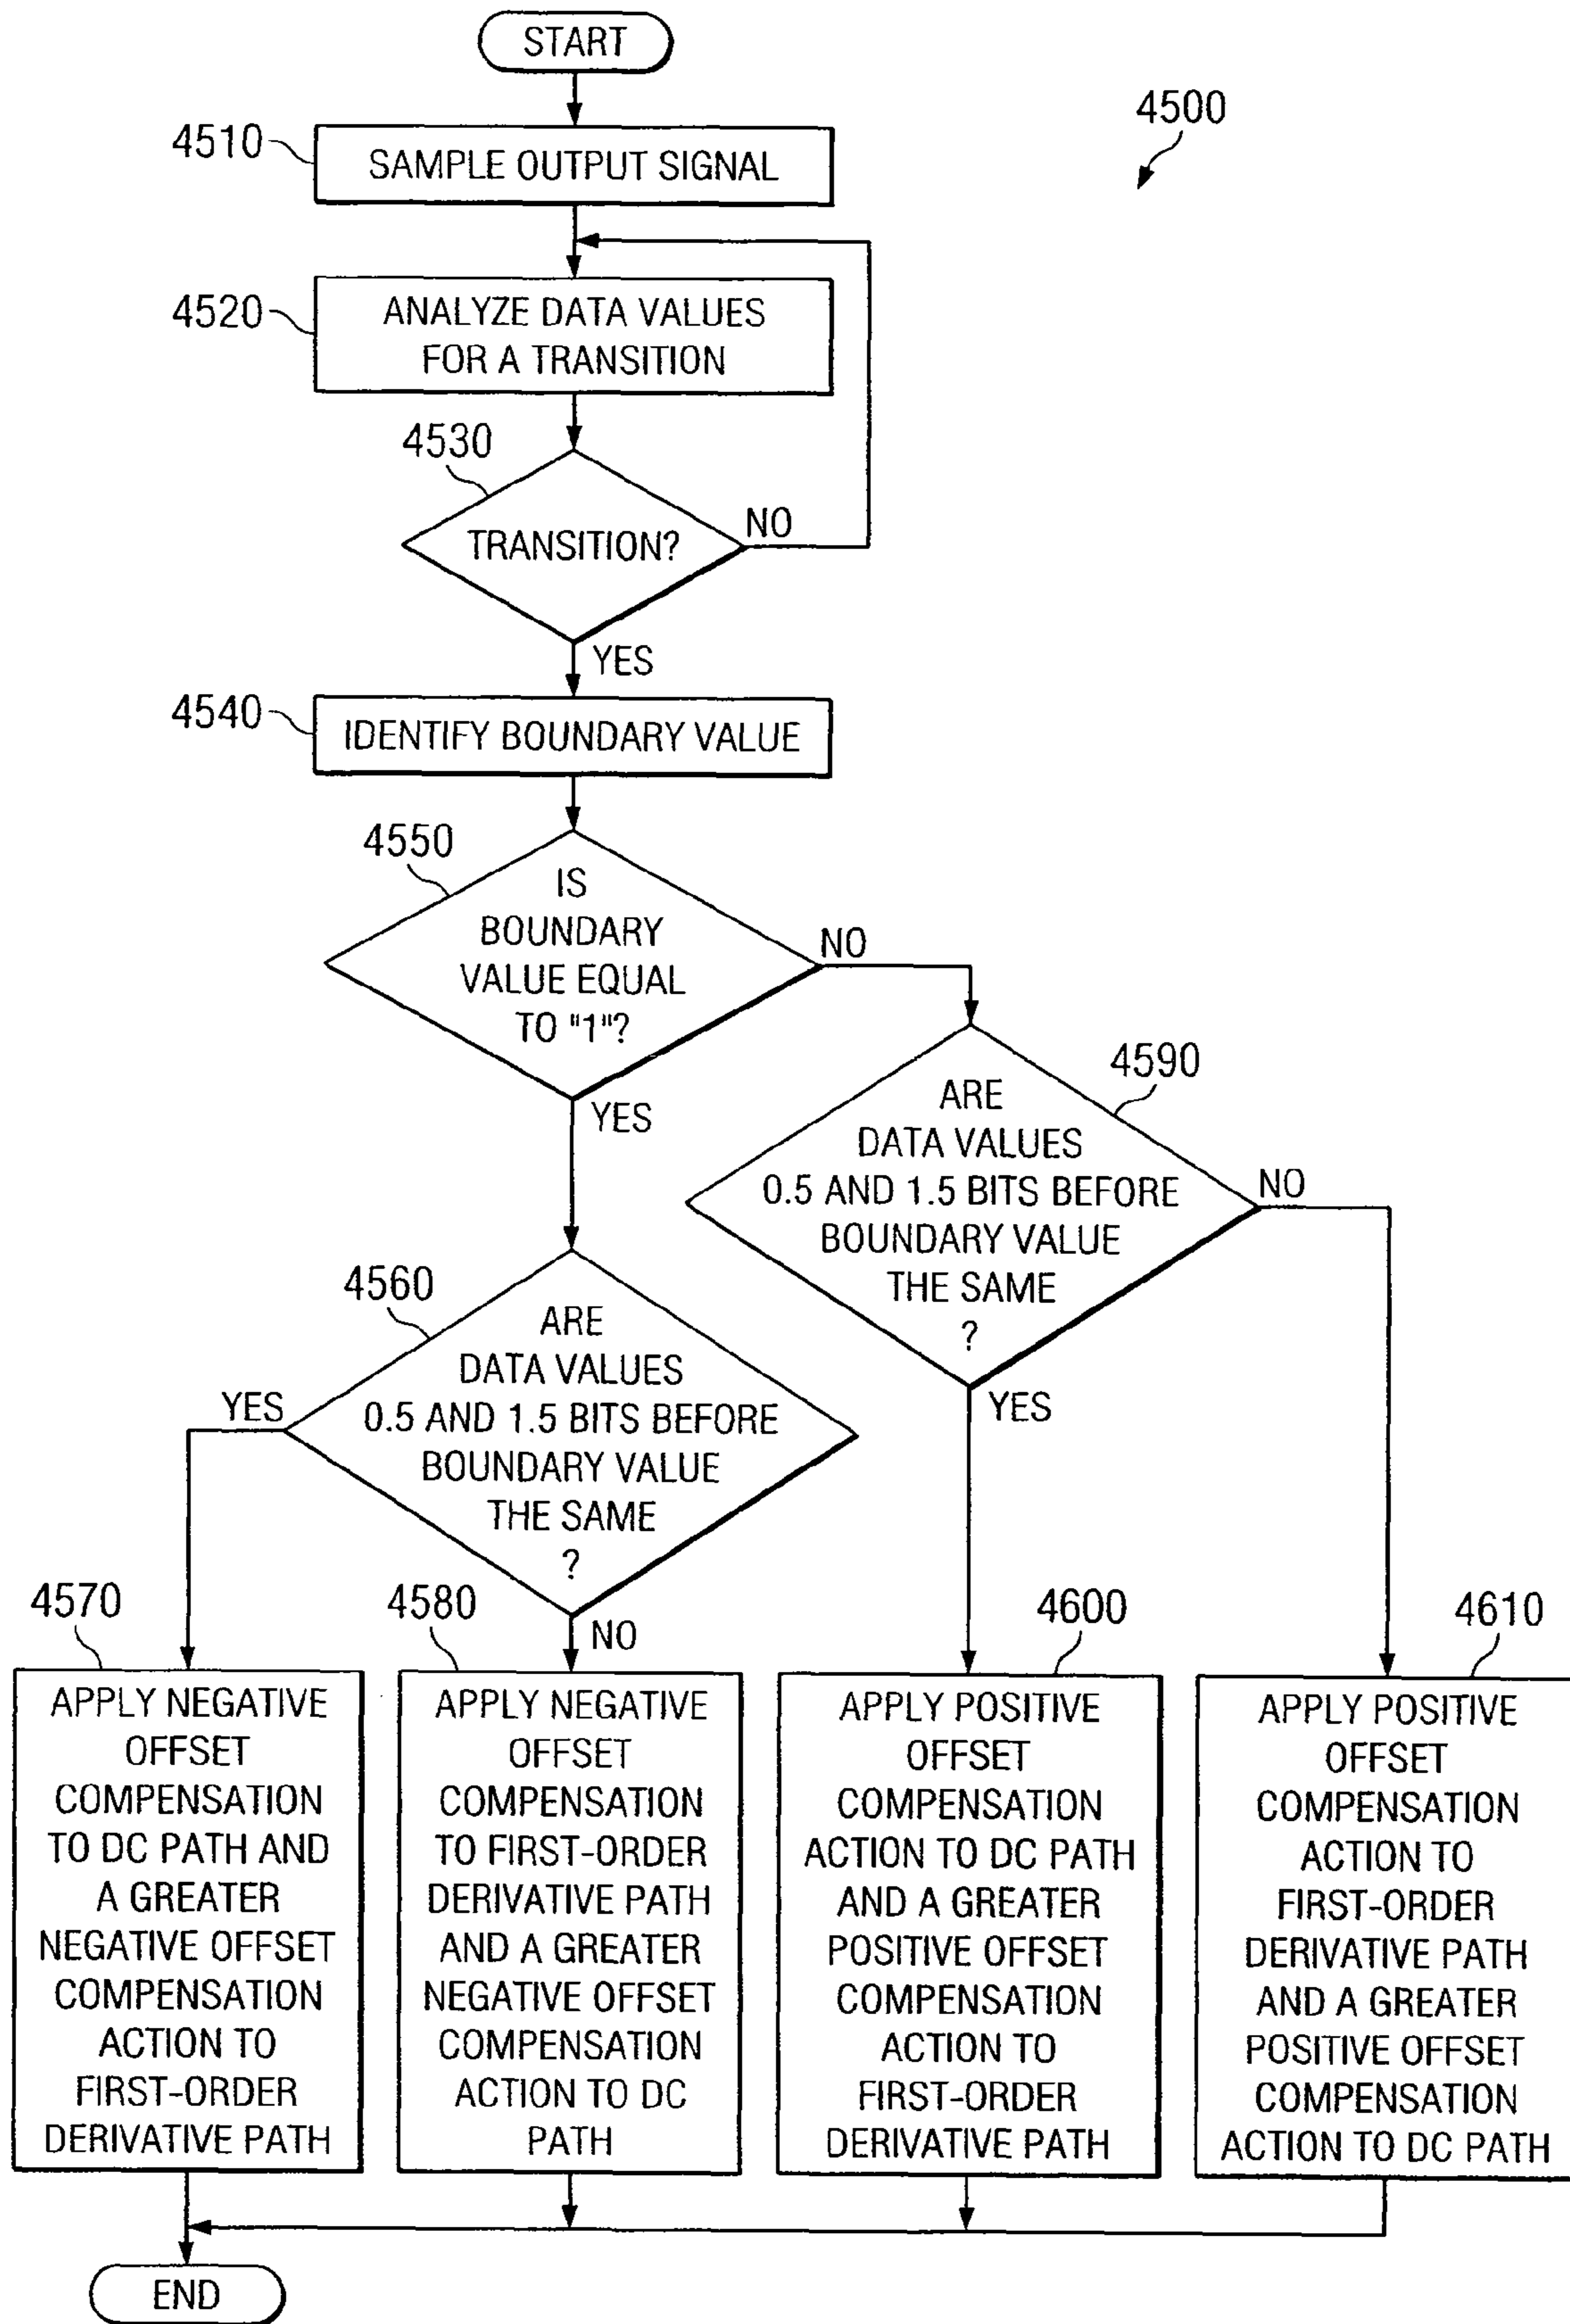 START
4500
4510
SAMPLE OUTPUT SIGNAL
4520
ANALYZE DATA VALUES
FOR A TRANSITION
4530
TRANSITION?
NO
YES
4540
IDENTIFY BOUNDARY VALUE
4550
IS
BOUNDARY
VALUE EQUAL
TO "1"?
NO
YES
4590
ARE
DATA VALUES
0.5 AND 1.5 BITS BEFORE
BOUNDARY VALUE
THE SAME
?
NO
YES
4560
ARE
DATA VALUES
0.5 AND 1.5 BITS BEFORE
BOUNDARY VALUE
THE SAME
?
YES
NO
4570
APPLY NEGATIVE
OFFSET
COMPENSATION
TO DC PATH AND
A GREATER
NEGATIVE OFFSET
COMPENSATION
ACTION TO
FIRST-ORDER
DERIVATIVE PATH
4580
APPLY NEGATIVE
OFFSET
COMPENSATION
TO FIRST-ORDER
DERIVATIVE PATH
AND A GREATER
NEGATIVE OFFSET
COMPENSATION
ACTION TO DC
PATH
4600
APPLY POSITIVE
OFFSET
COMPENSATION
ACTION TO DC PATH
AND A GREATER
POSITIVE OFFSET
COMPENSATION
ACTION TO
FIRST-ORDER
DERIVATIVE PATH
4610
APPLY POSITIVE
OFFSET
COMPENSATION
ACTION TO
FIRST-ORDER
DERIVATIVE PATH
AND A GREATER
POSITIVE OFFSET
COMPENSATION
ACTION TO DC PATH
END